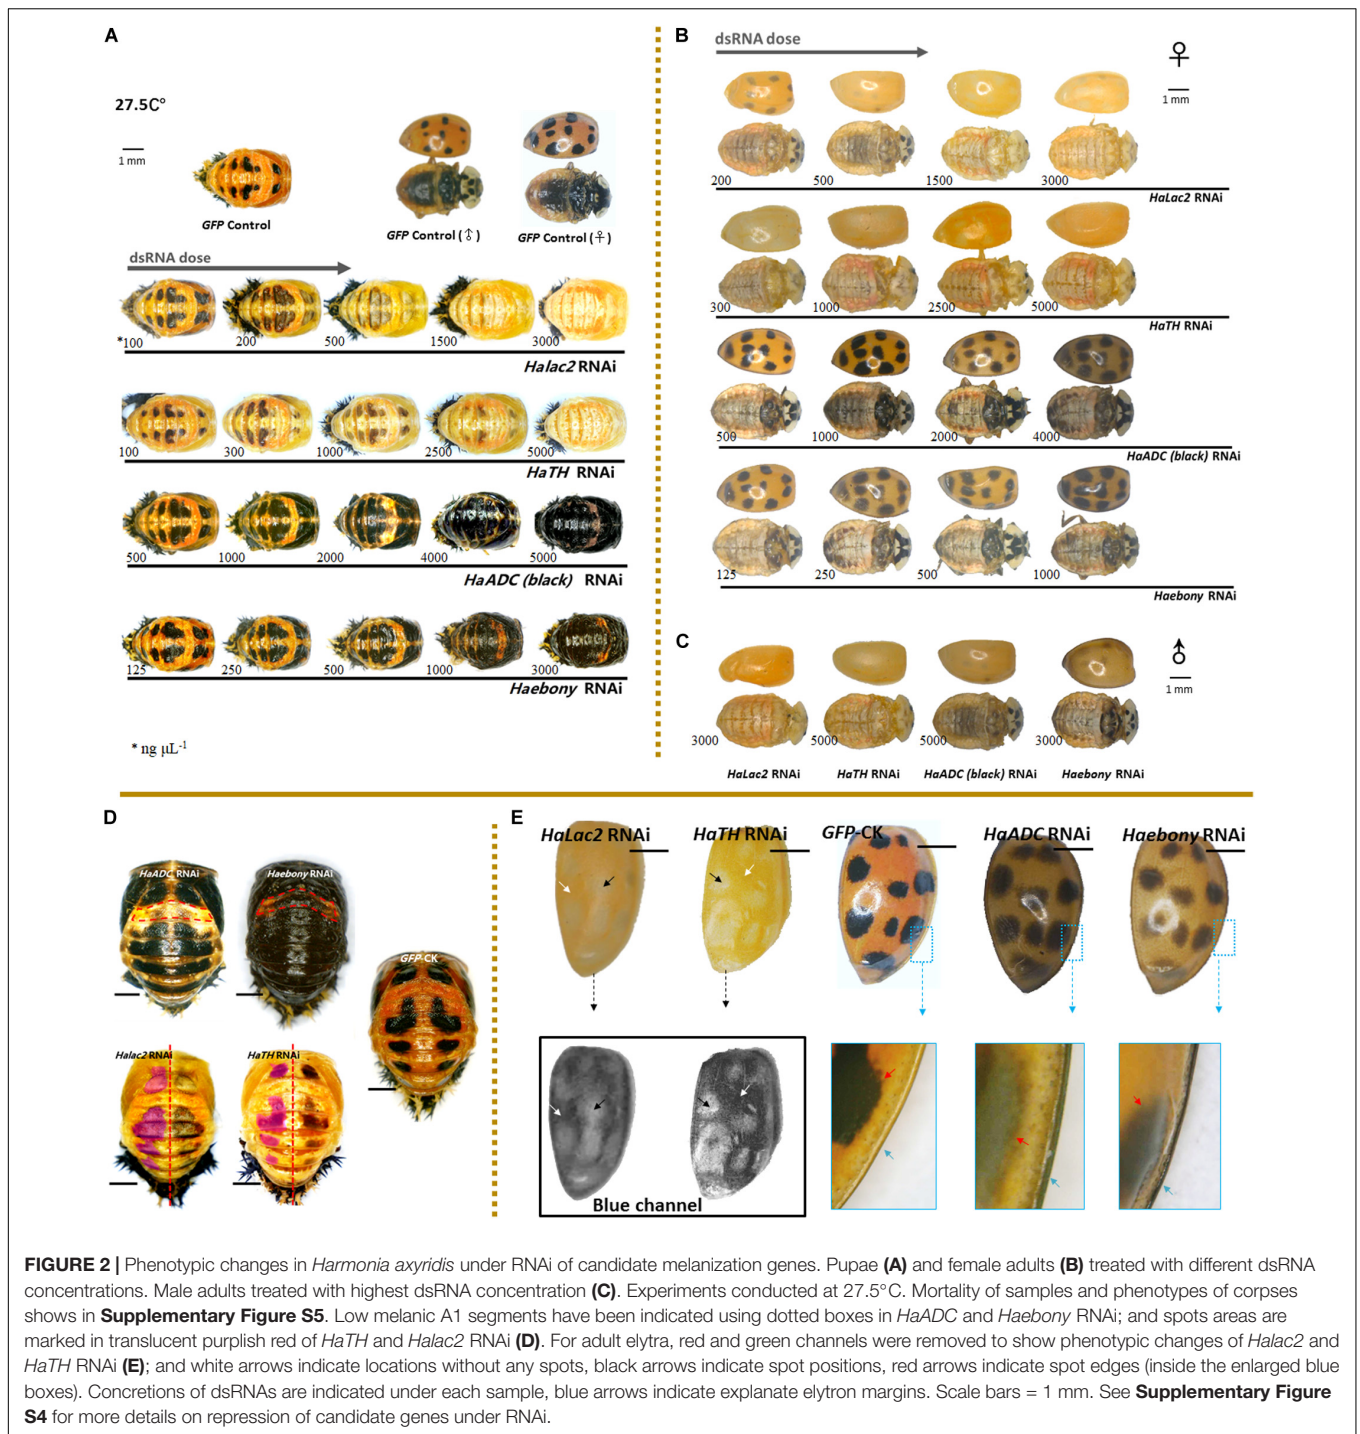 A
27.5C°
1 mm
GFP Control
GFP Control (♂)
GFP Control (♀)
dsRNA dose
*100 200 500 1500 3000
Halac2 RNAi
100 300 1000 2500 5000
HaTH RNAi
500 1000 2000 4000 5000
HaADC (black) RNAi
125 250 500 1000 3000
Haebony RNAi
* ng µL-1
B
dsRNA dose
♀
1 mm
200 500 1500 3000
HaLac2 RNAi
300 1000 2500 5000
HaTH RNAi
500 1000 2000 4000
HaADC (black) RNAi
125 250 500 1000
Haebony RNAi
C
♂
1 mm
3000 5000 5000 3000
HaLac2 RNAi HaTH RNAi HaADC (black) RNAi Haebony RNAi
D
HaADC RNAi Haebony RNAi
GFP-CK
Halac2 RNAi HaTH RNAi
E
HaLac2 RNAi HaTH RNAi GFP-CK HaADC RNAi Haebony RNAi
Blue channel
FIGURE 2 | Phenotypic changes in Harmonia axyridis under RNAi of candidate melanization genes. Pupae (A) and female adults (B) treated with different dsRNA
concentrations. Male adults treated with highest dsRNA concentration (C). Experiments conducted at 27.5°C. Mortality of samples and phenotypes of corpses
shows in Supplementary Figure S5. Low melanic A1 segments have been indicated using dotted boxes in HaADC and Haebony RNAi; and spots areas are
marked in translucent purplish red of HaTH and Halac2 RNAi (D). For adult elytra, red and green channels were removed to show phenotypic changes of Halac2 and
HaTH RNAi (E); and white arrows indicate locations without any spots, black arrows indicate spot positions, red arrows indicate spot edges (inside the enlarged blue
boxes). Concretions of dsRNAs are indicated under each sample, blue arrows indicate explanate elytron margins. Scale bars = 1 mm. See Supplementary Figure
S4 for more details on repression of candidate genes under RNAi.